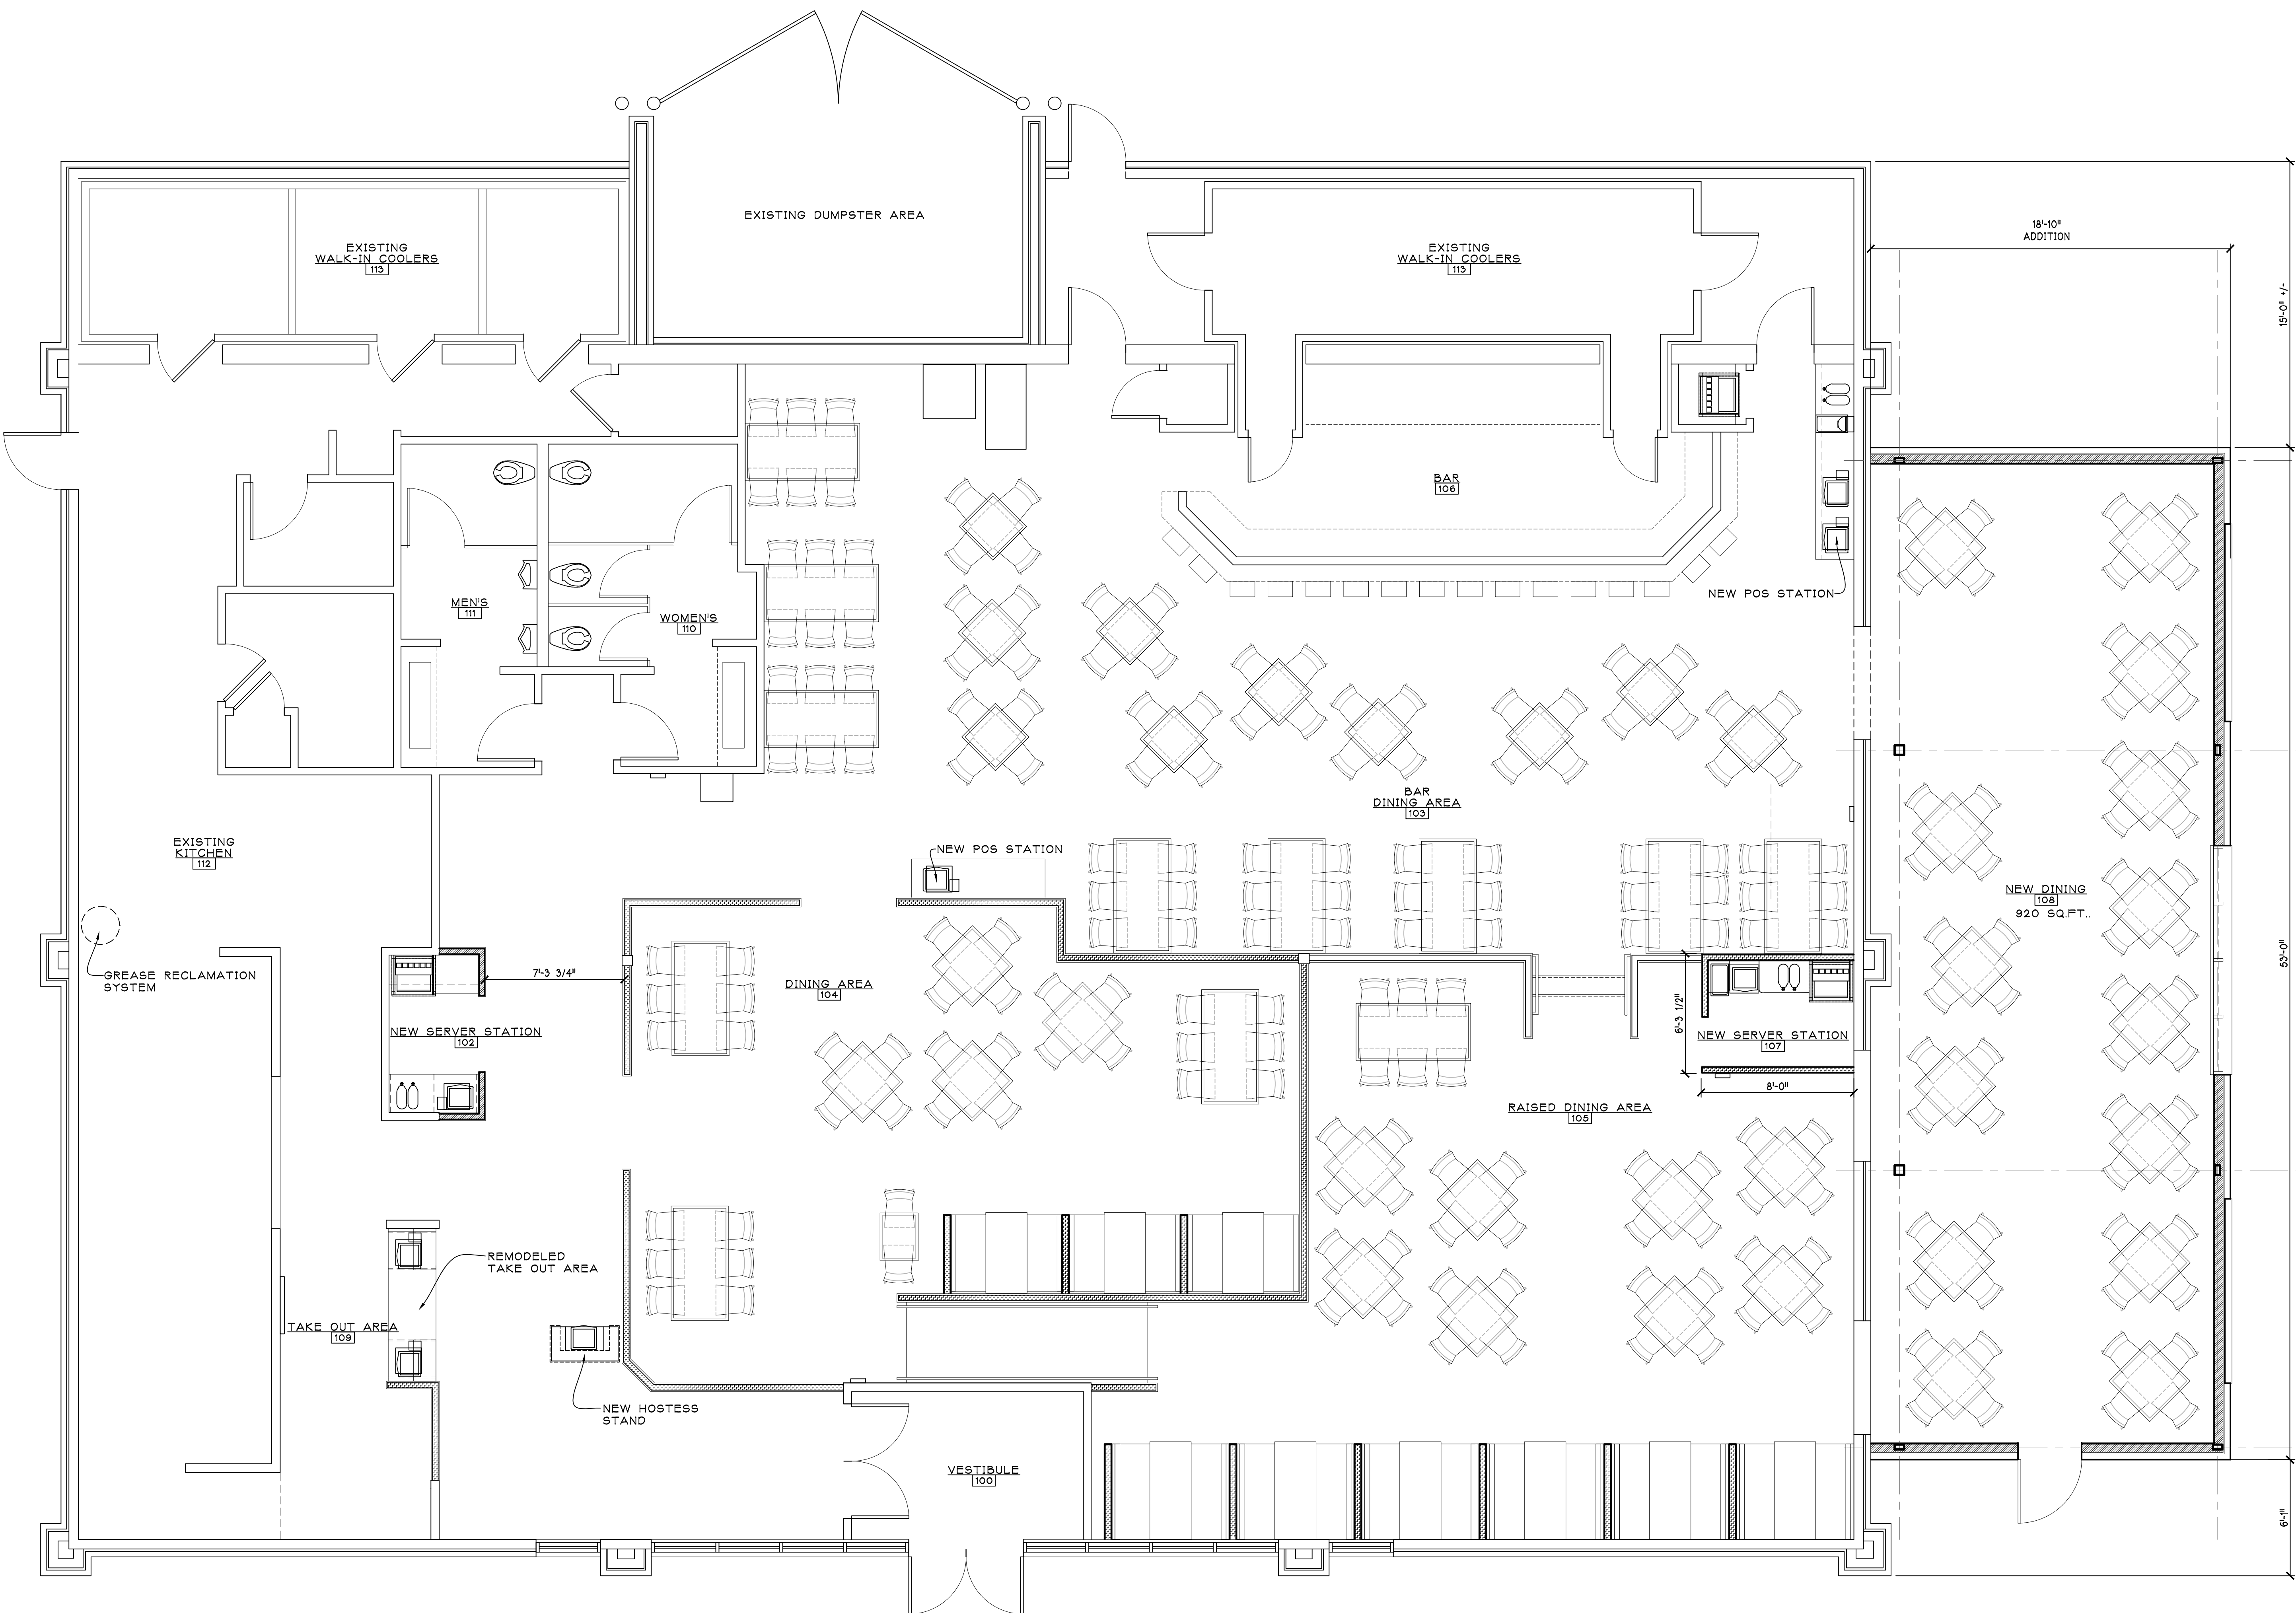 EXISTING DUMPSTER AREA
EXISTING
WALK-IN COOLERS
113
EXISTING
WALK-IN COOLERS
113
18'-10"
ADDITION
15'-0" +/-
BAR
106
NEW POS STATION
MEN'S
111
WOMEN'S
110
BAR
DINING AREA
103
EXISTING
KITCHEN
112
NEW POS STATION
NEW DINING
108
920 SQ.FT..
53'-0"
GREASE RECLAMATION
SYSTEM
7'-3 3/4"
DINING AREA
104
6'-3 1/2"
NEW SERVER STATION
102
NEW SERVER STATION
107
8'-0"
RAISED DINING AREA
105
REMODELED
TAKE OUT AREA
TAKE OUT AREA
109
NEW HOSTESS
STAND
VESTIBULE
100
6'-1"